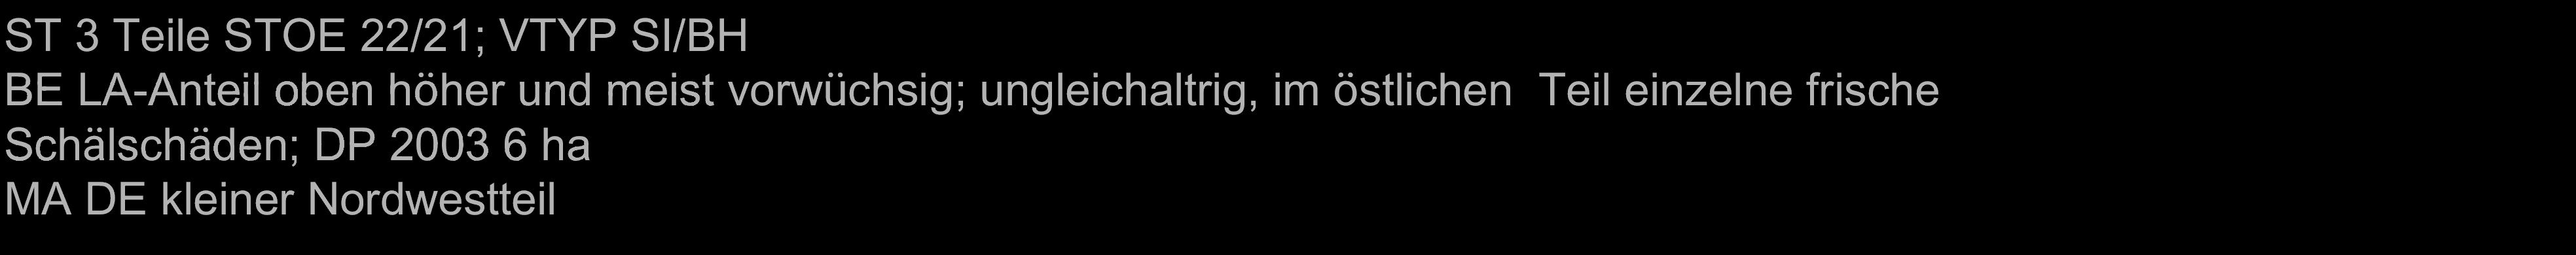 ST 3 Teile STOE 22/21; VTYP SI/BH
BE LA-Anteil oben höher und meist vorwüchsig; ungleichaltrig, im östlichen  Teil einzelne frische
Schälschäden; DP 2003 6 ha
MA DE kleiner Nordwestteil